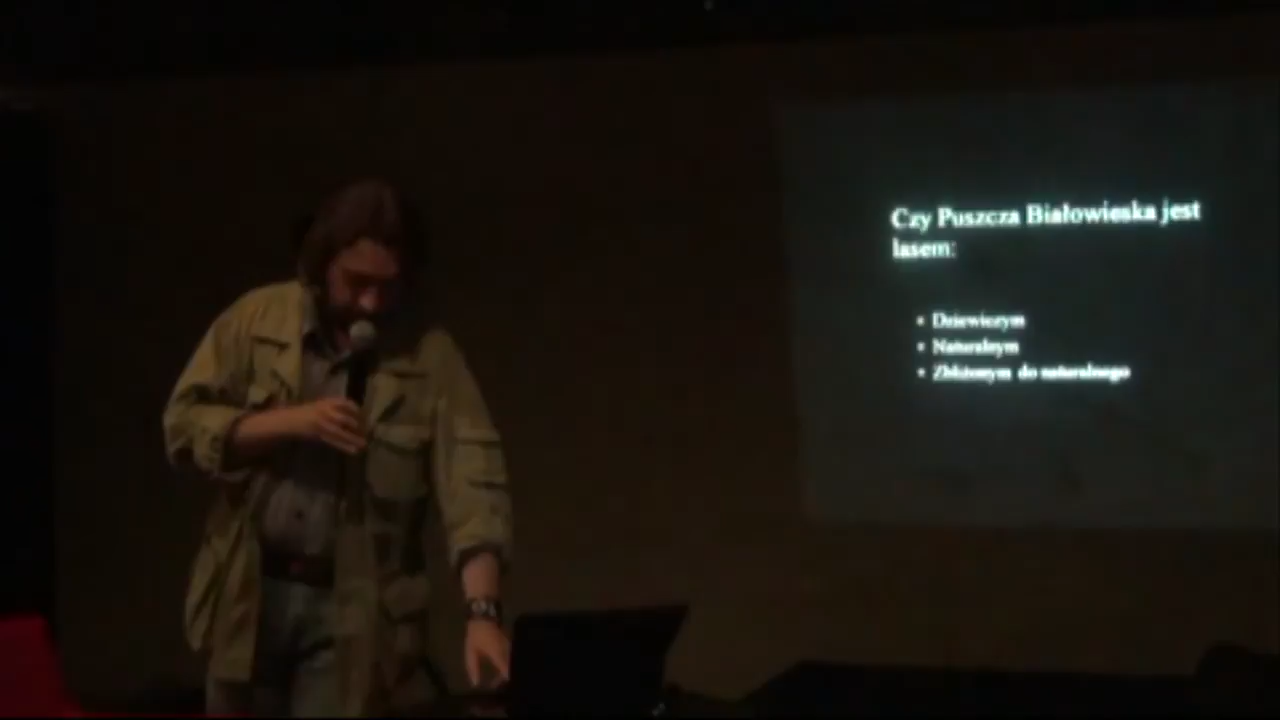 Czy Puszcza Białowieska jest
lasem:
• Dziewiczym
• Naturalnym
• Zbliżonym do naturalnego